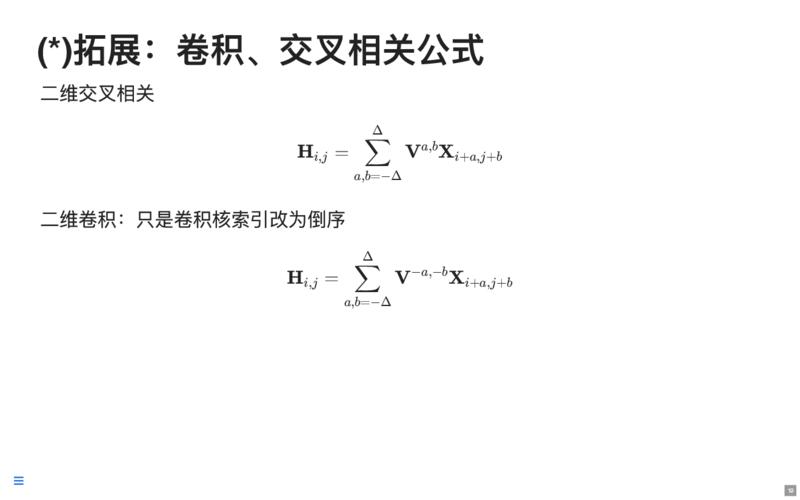 (*)拓展：卷积、交叉相关公式
二维交叉相关
$$\mathbf{H}_{i,j} = \sum_{a,b=-\Delta}^{\Delta} \mathbf{V}^{a,b}\mathbf{X}_{i+a,j+b}$$
二维卷积：只是卷积核索引改为倒序
$$\mathbf{H}_{i,j} = \sum_{a,b=-\Delta}^{\Delta} \mathbf{V}^{-a,-b}\mathbf{X}_{i+a,j+b}$$